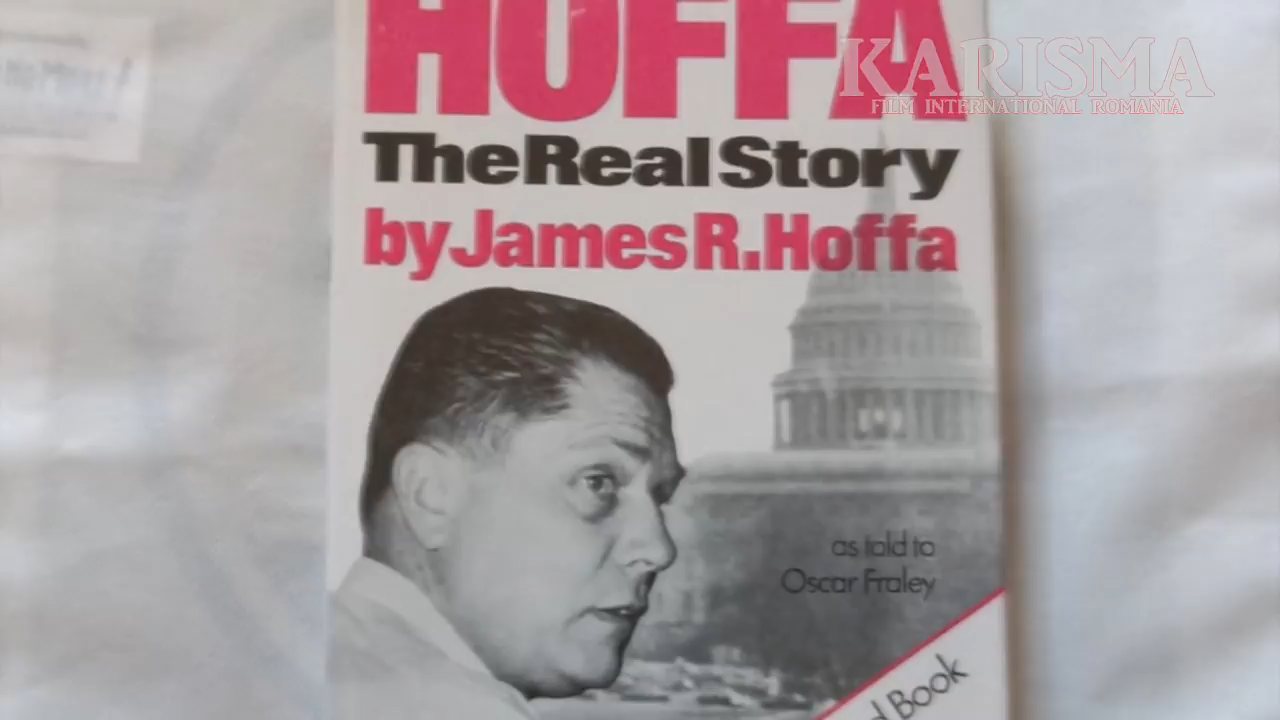 HOFFA
KARISMA
FILM INTERNATIONAL ROMANIA
The Real Story
by James R. Hoffa
as told to
Oscar Fraley
Book